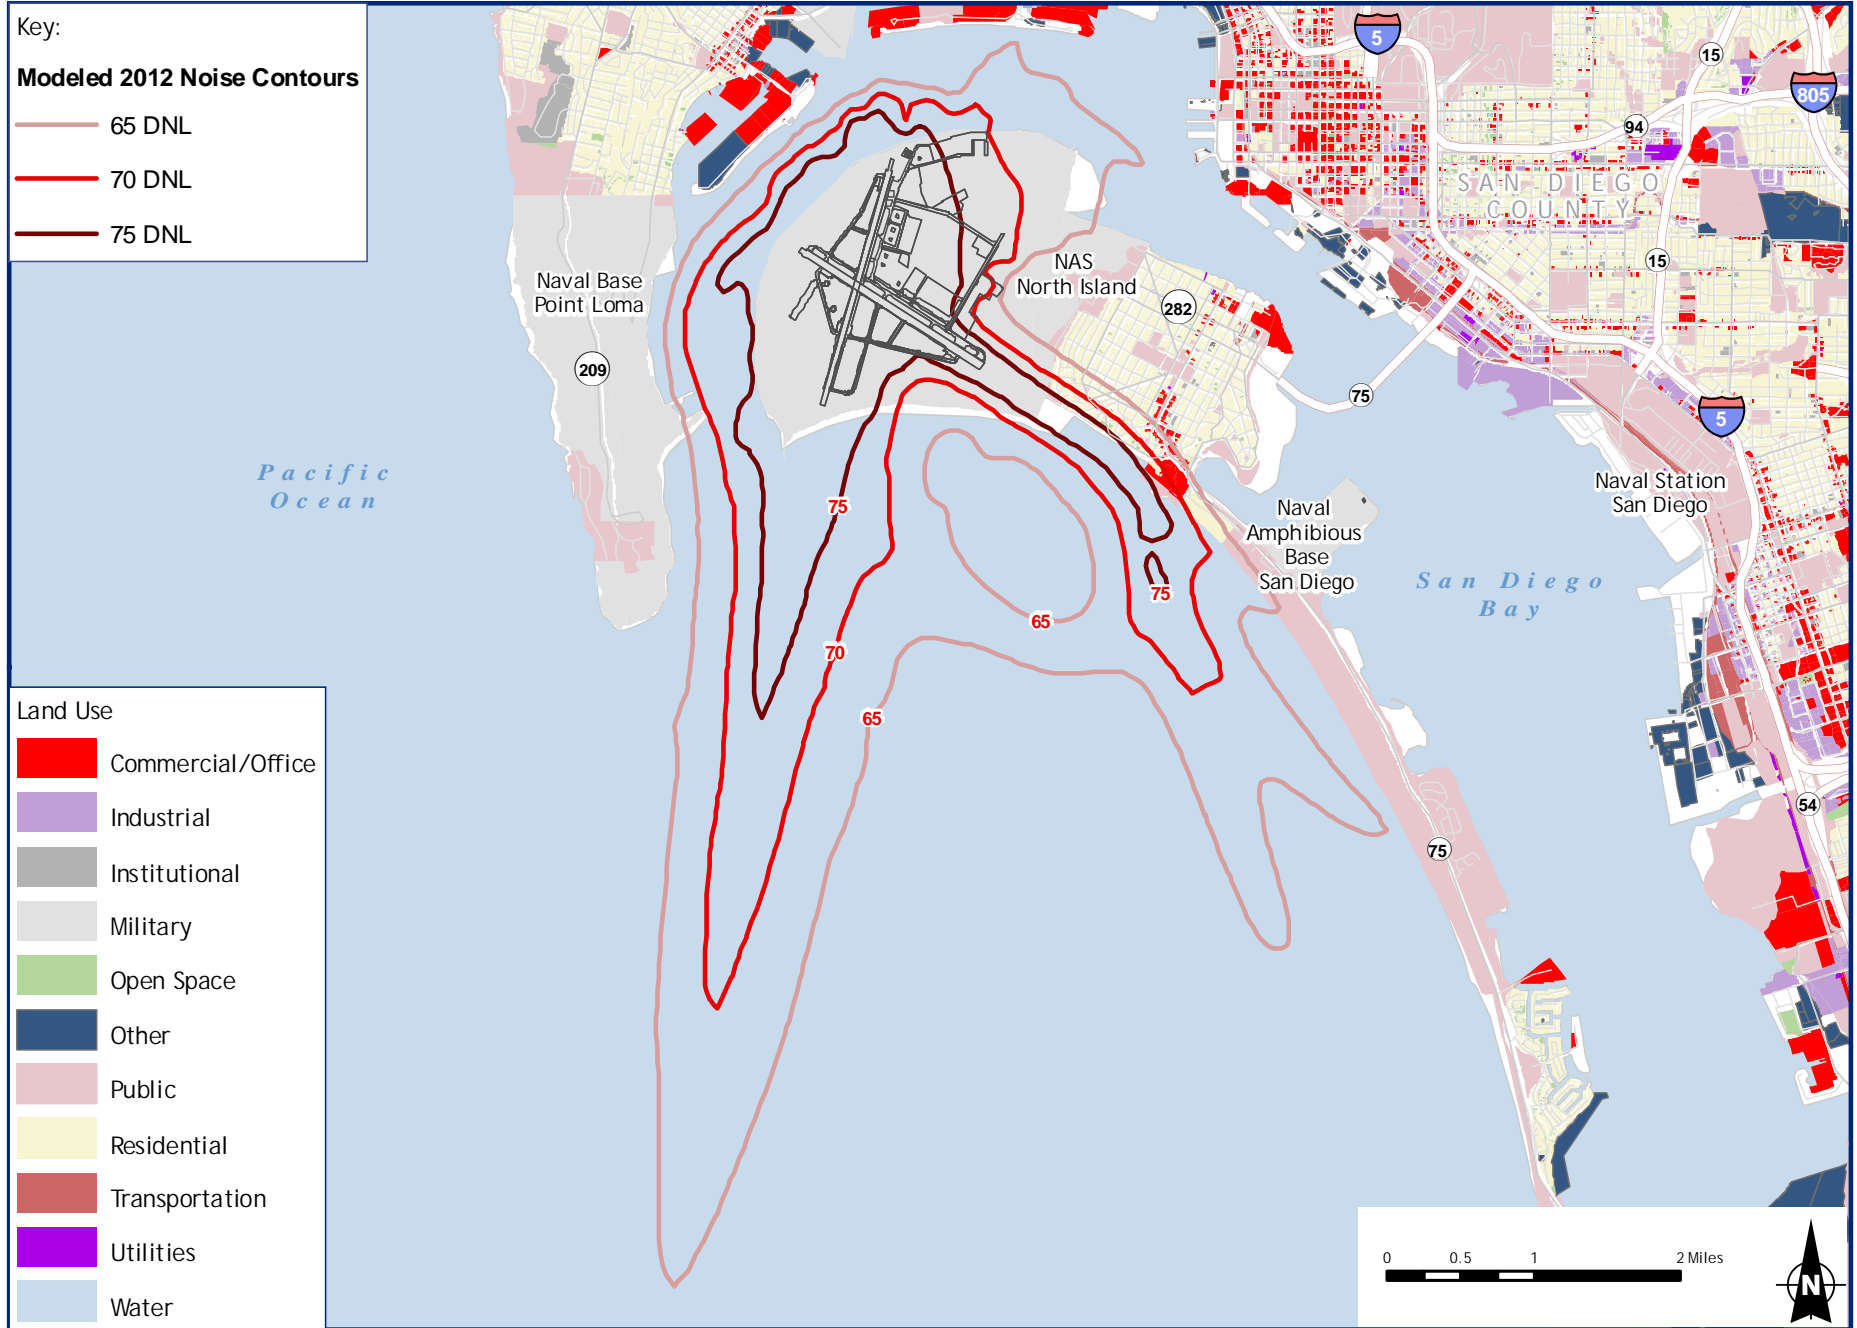 Key:
Modeled 2012 Noise Contours
65 DNL
70 DNL
75 DNL
5
15
805
94
SAN DIEGO
COUNTY
15
Naval Base
Point Loma
NAS
North Island
282
209
75
5
Pacific
Ocean
Naval Station
San Diego
75
Naval
Amphibious
Base
San Diego
San Diego
Bay
75
65
70
65
Land Use
Commercial/Office
Industrial
Institutional
Military
Open Space
Other
Public
Residential
Transportation
Utilities
Water
54
75
0 0.5 1 2 Miles
N